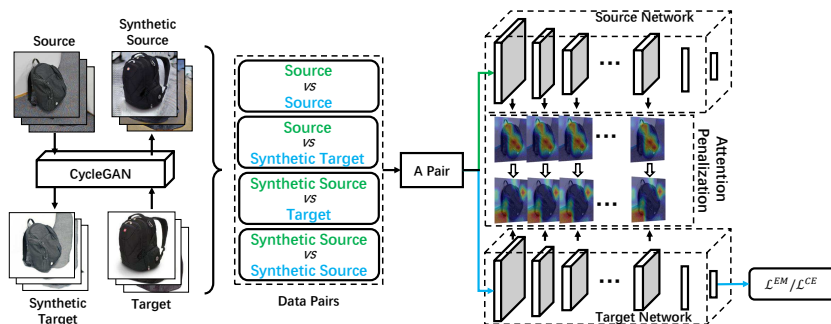 Source
Synthetic
Source
CycleGAN
Synthetic
Target
Target
Source
VS
Source
Source
VS
Synthetic Target
Synthetic Source
VS
Target
Synthetic Source
VS
Synthetic Source
Data Pairs
A Pair
Source Network
...
...
...
Attention
Penalization
...
Target Network
ℒ^EM/ℒ^CE